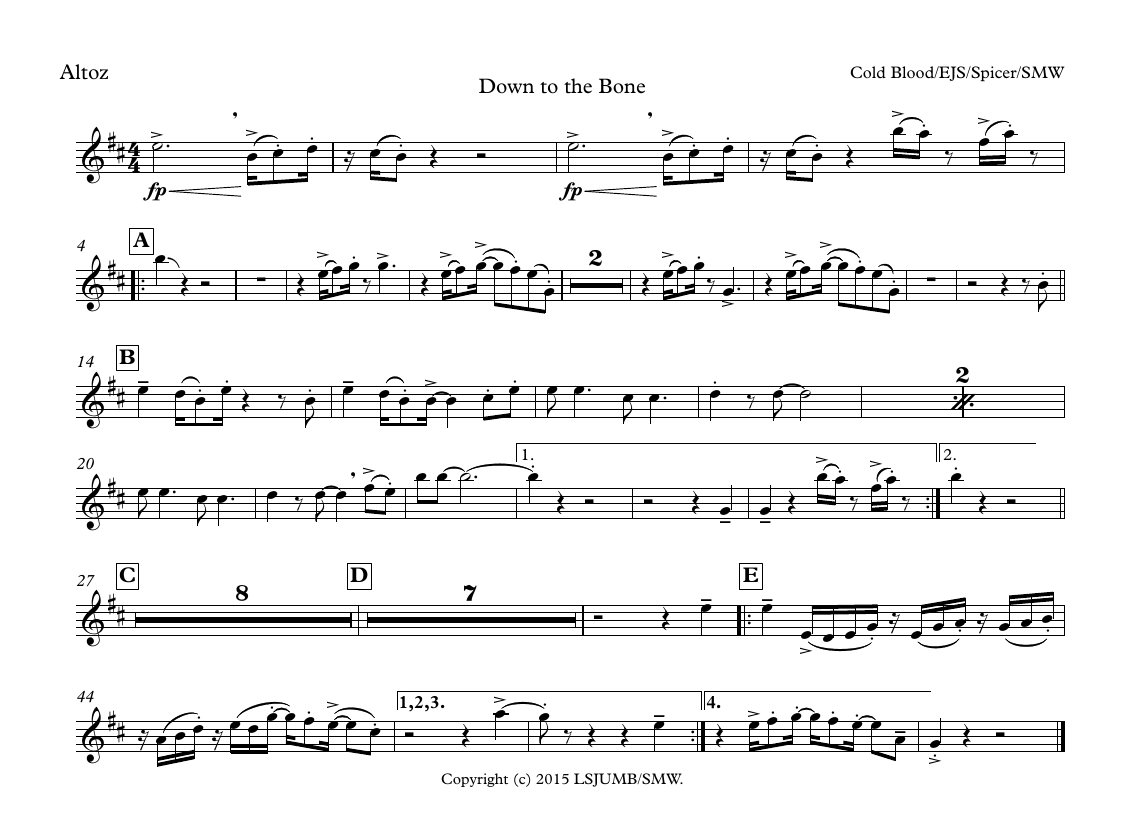 Altoz
Cold Blood/EJS/Spicer/SMW
Down to the Bone
4
4
fp
fp
4
A
2
14
B
2
20
1.
2.
27
C
8
D
7
E
44
1,2,3.
4.
Copyright (c) 2015 LSJUMB/SMW.